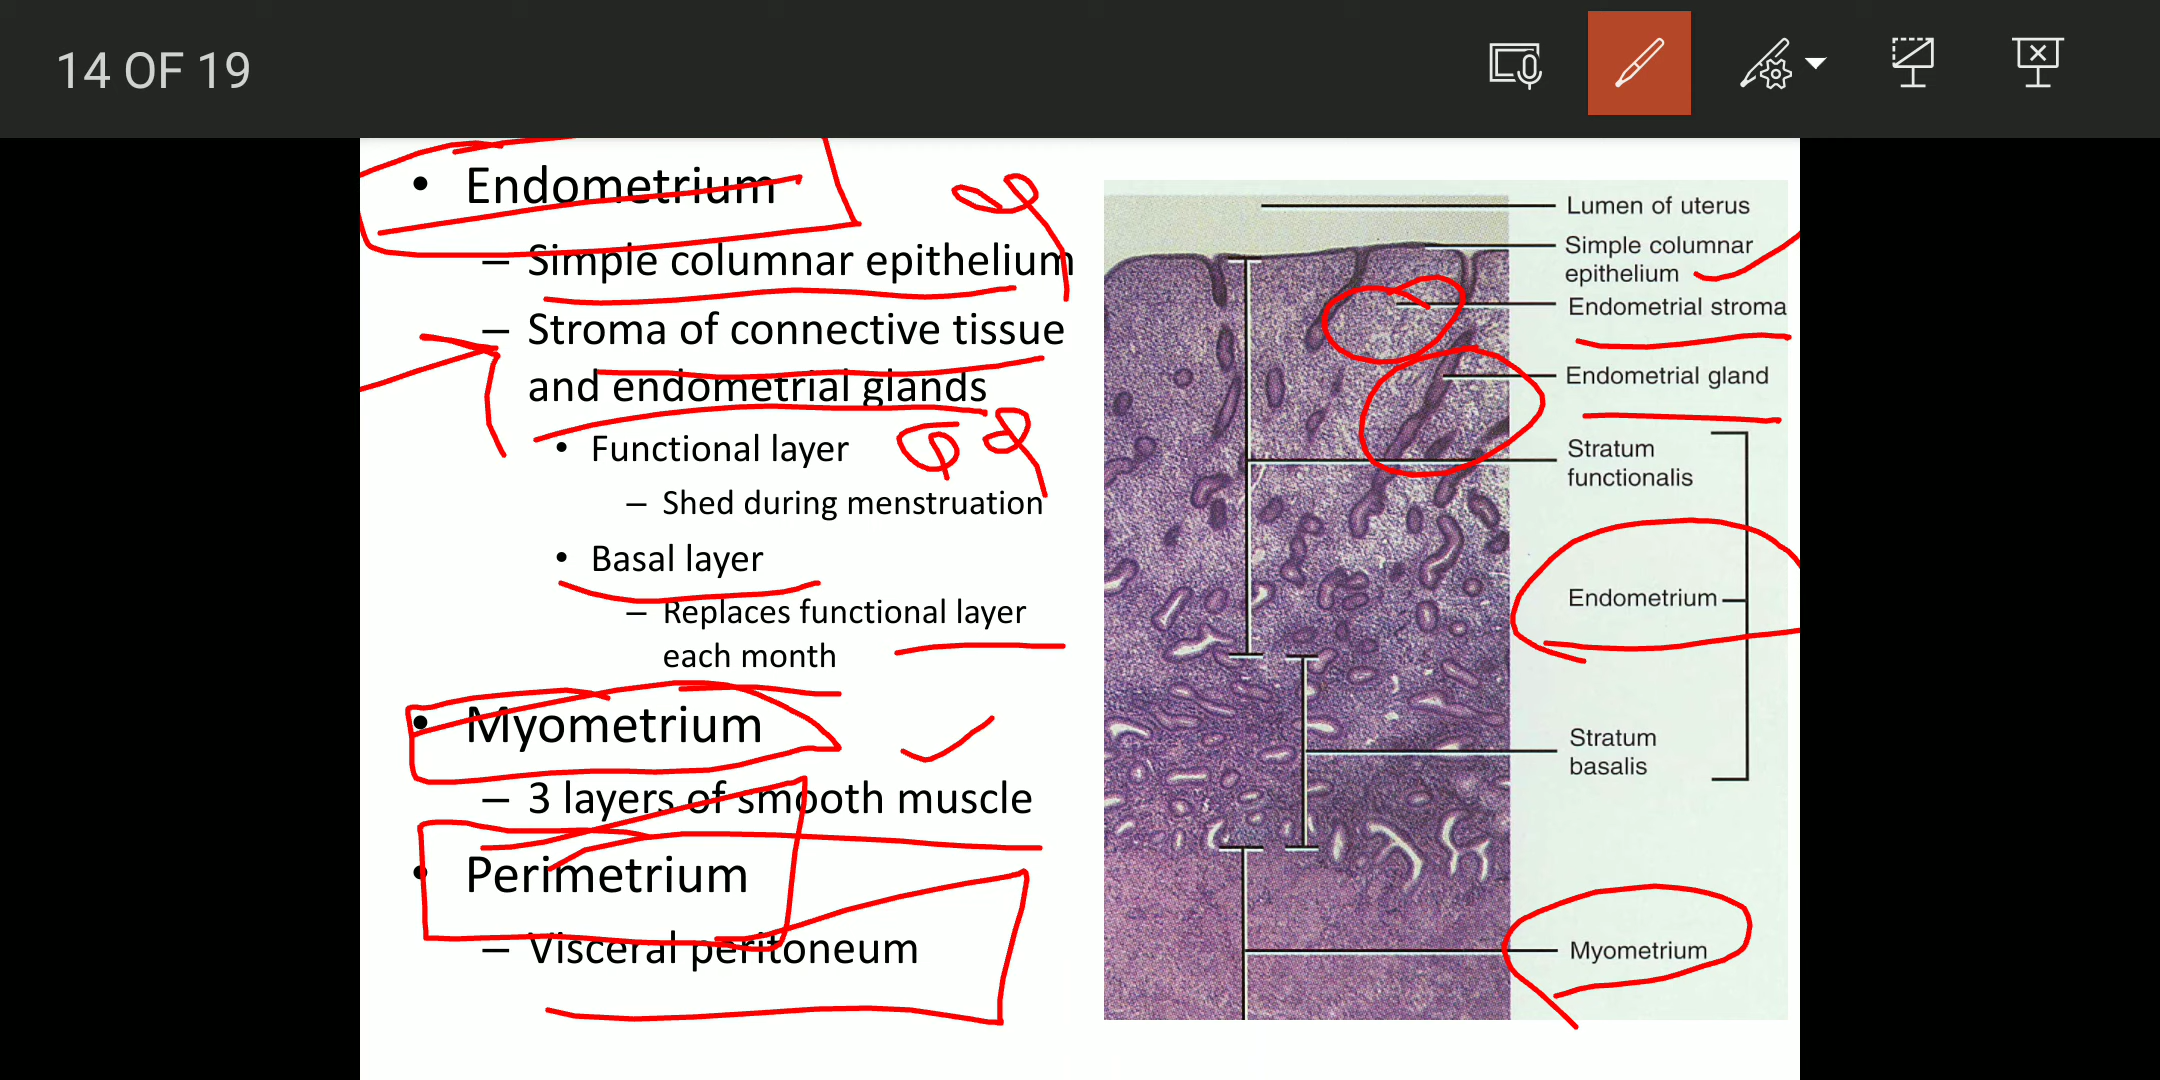 14 OF 19
• Endometrium
– Simple columnar epithelium
– Stroma of connective tissue
and endometrial glands
• Functional layer
– Shed during menstruation
• Basal layer
– Replaces functional layer
each month
• Myometrium
– 3 layers of smooth muscle
• Perimetrium
– Visceral peritoneum
Lumen of uterus
Simple columnar
epithelium
Endometrial stroma
Endometrial gland
Stratum
functionalis
Endometrium
Stratum
basalis
Myometrium